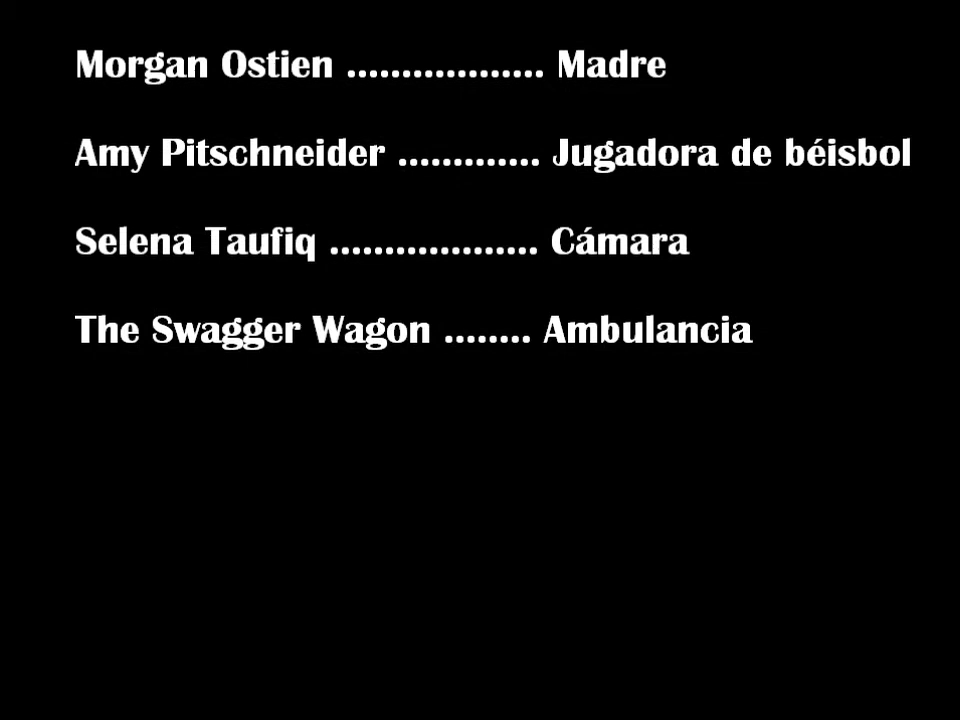 Morgan Ostien .................. Madre
Amy Pitschneider ............. Jugadora de béisbol
Selena Taufiq ................... Cámara
The Swagger Wagon ........ Ambulancia